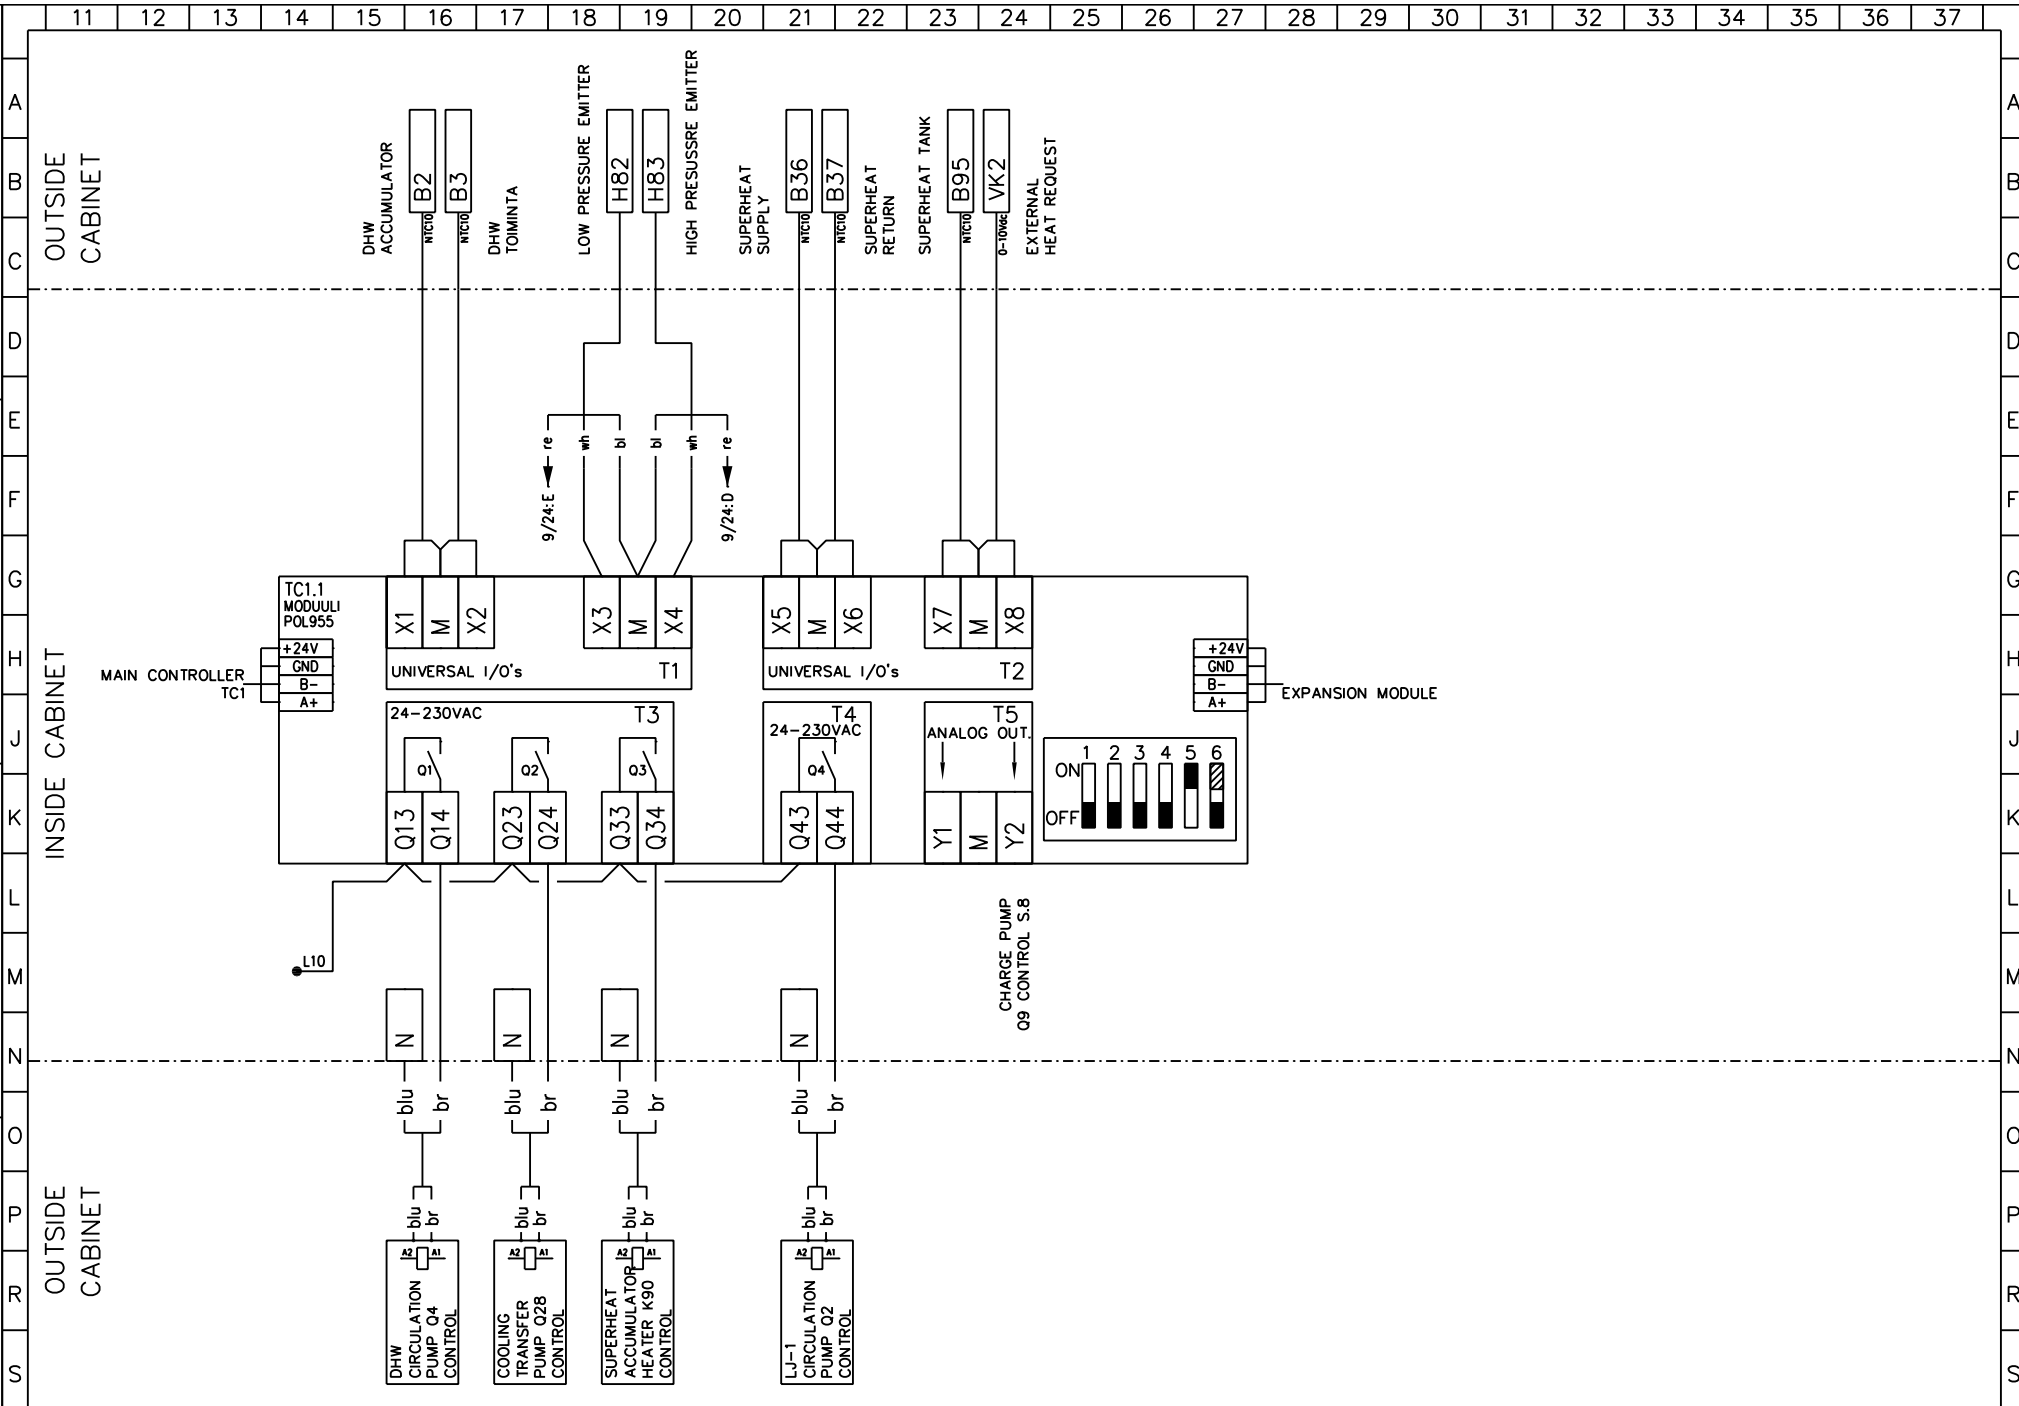 11 12 13 14 15 16 17 18 19 20 21 22 23 24 25 26 27 28 29 30 31 32 33 34 35 36 37
A
B
C
D
E
F
G
H
J
K
L
M
N
O
P
R
S
OUTSIDE
CABINET
DHW
ACCUMULATOR
B2
NTC10
B3
NTC10
DHW
TOIMINTA
LOW PRESSURE EMITTER
H82
H83
HIGH PRESUSSRE EMITTER
SUPERHEAT
SUPPLY
B36
NTC10
B37
NTC10
SUPERHEAT
RETURN
SUPERHEAT TANK
B95
NTC10
VK2
0-10Vdc
EXTERNAL
HEAT REQUEST
re
wh
bl
bl
wh
re
9/24:E
9/24:D
INSIDE CABINET
TC1.1
MODUULI
POL955
X1 M X2
X3 M X4
X5 M X6
X7 M X8
UNIVERSAL I/O's T1
UNIVERSAL I/O's T2
MAIN CONTROLLER
TC1
+24V
GND
B-
A+
+24V
GND
B-
A+
EXPANSION MODULE
24-230VAC T3
T4
24-230VAC
T5
ANALOG OUT.
Q1
Q2
Q3
Q4
Q13 Q14
Q23 Q24
Q33 Q34
Q43 Q44
Y1 M Y2
1 2 3 4 5 6
ON
OFF
L10
CHARGE PUMP
Q9 CONTROL S.8
N
N
N
N
blu br
blu br
blu br
blu br
OUTSIDE
CABINET
blu br
blu br
blu br
blu br
A2 A1
A2 A1
A2 A1
A2 A1
DHW
CIRCULATION
PUMP Q4
CONTROL
COOLING
TRANSFER
PUMP Q28
CONTROL
SUPERHEAT
ACCUMULATOR
HEATER K90
CONTROL
LJ-1
CIRCULATION
PUMP Q2
CONTROL
A
B
C
D
E
F
G
H
J
K
L
M
N
O
P
R
S